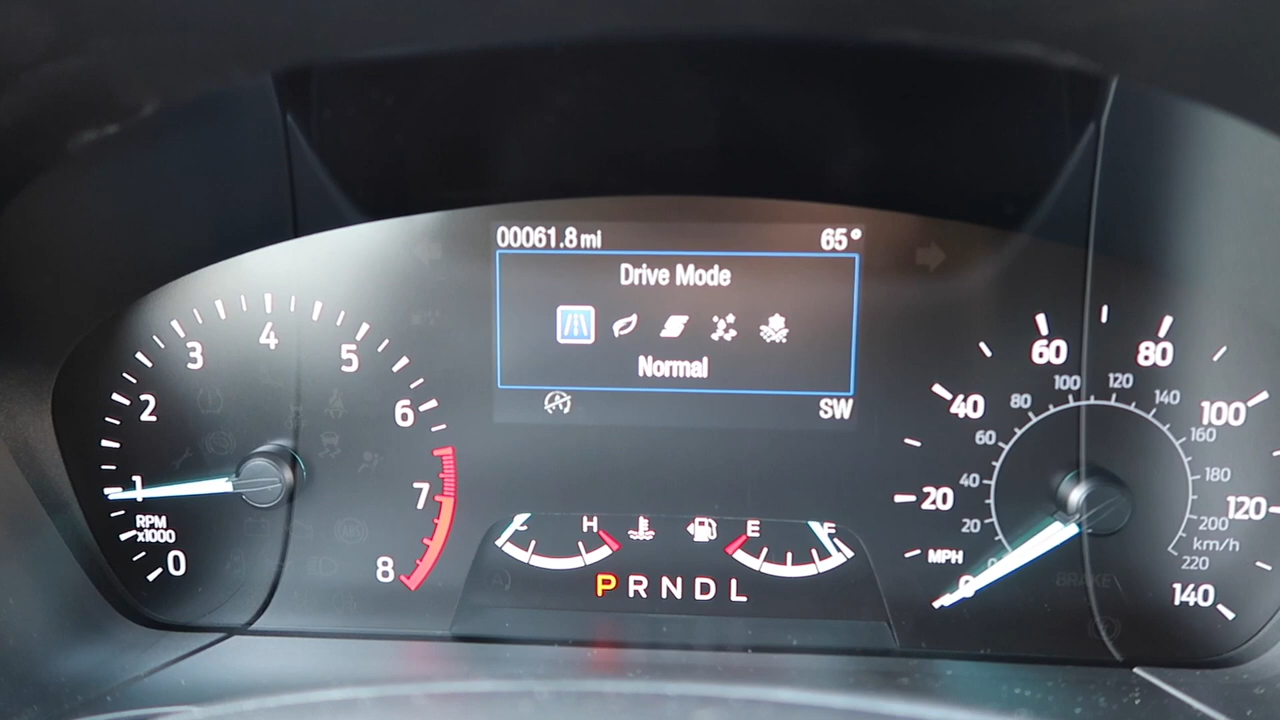 00061.8 mi 65°
Drive Mode
Normal
SW
0 1 2 3 4 5 6 7 8
RPM
x1000
H E F
P R N D L
0 20 40 60 80 100 120 140
MPH
20 40 60 80 100 120 140 160 180 200 220
km/h
BRAKE